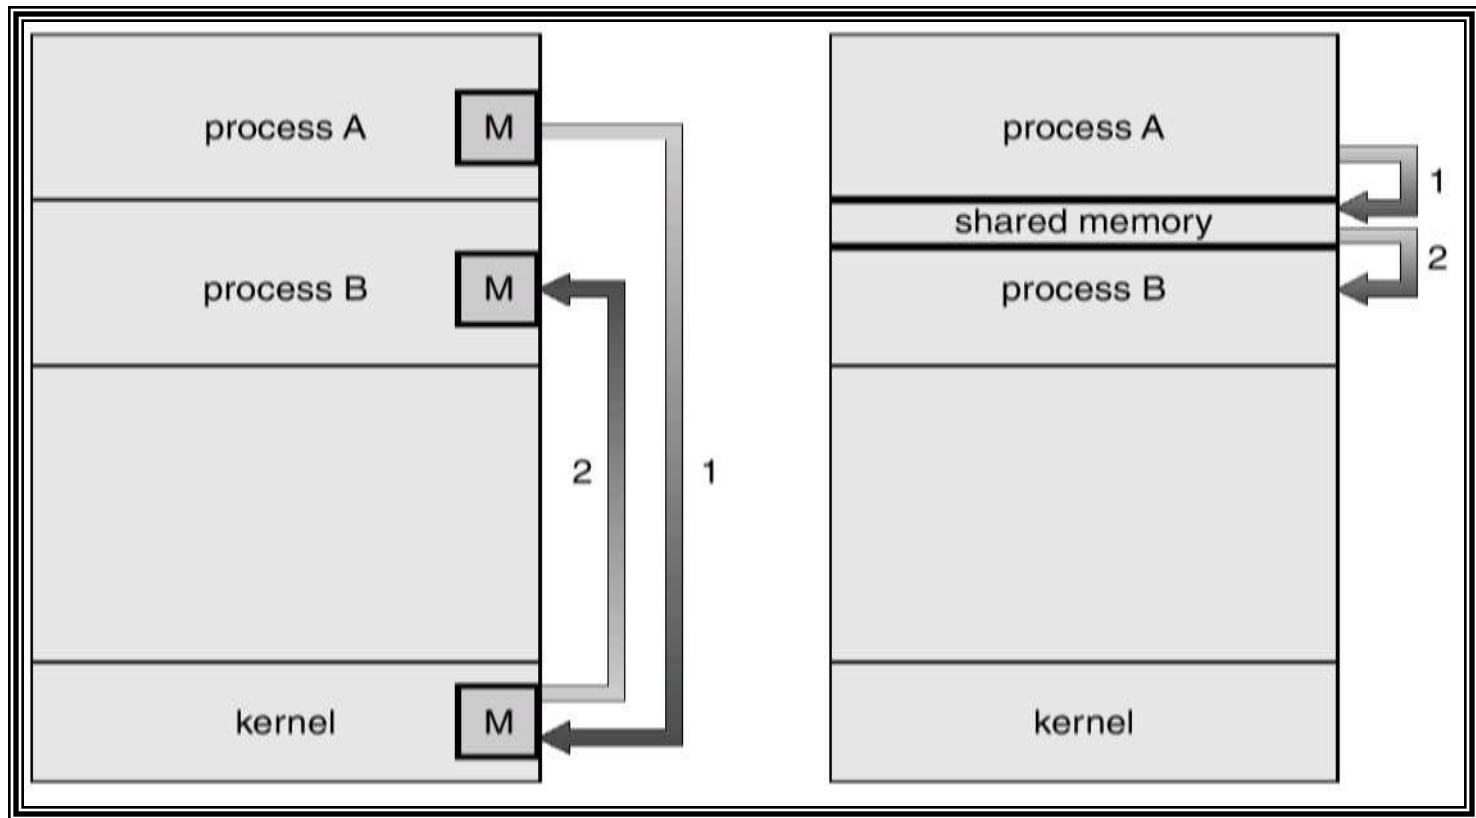 process A
M
process B
M
2
1
kernel
M
process A
1
shared memory
2
process B
kernel